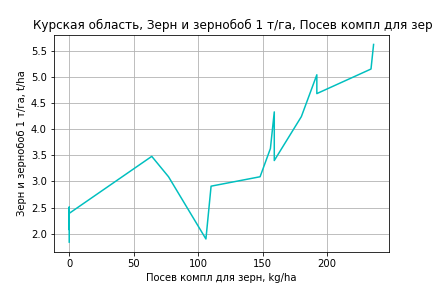 Курская область, Зерн и зернобоб 1 т/га, Посев компл для зер
5.5
5.0
4.5
4.0
3.5
3.0
2.5
2.0
Зерн и зернобоб 1 т/га, t/ha
0 50 100 150 200
Посев компл для зерн, kg/ha